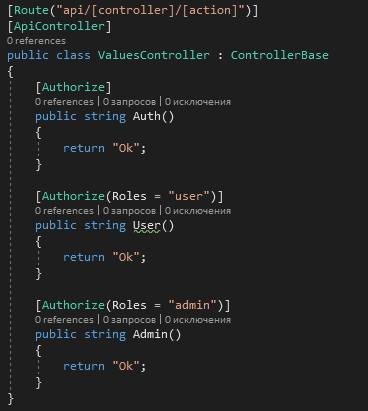 [Route("api/[controller]/[action]")]
[ApiController]
0 references
public class ValuesController : ControllerBase
{
[Authorize]
0 references | 0 запросов | 0 исключения
public string Auth()
{
return "Ok";
}
[Authorize(Roles = "user")]
0 references | 0 запросов | 0 исключения
public string User()
{
return "Ok";
}
[Authorize(Roles = "admin")]
0 references | 0 запросов | 0 исключения
public string Admin()
{
return "Ok";
}
}